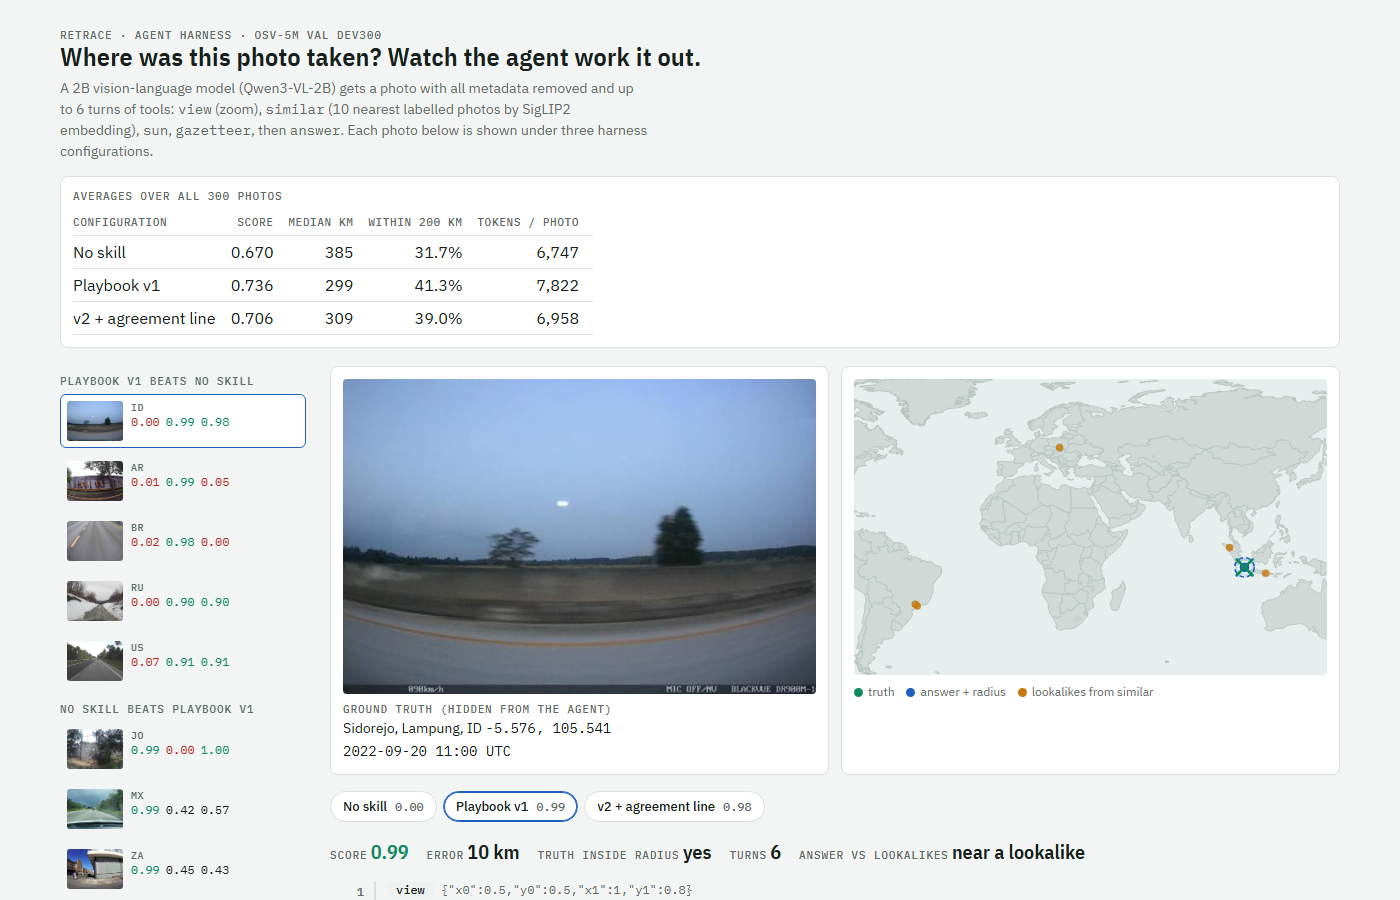 RETRACE · AGENT HARNESS · OSV-5M VAL DEV300
Where was this photo taken? Watch the agent work it out.
A 2B vision-language model (Qwen3-VL-2B) gets a photo with all metadata removed and up
to 6 turns of tools: view (zoom), similar (10 nearest labelled photos by SigLIP2
embedding), sun, gazetteer, then answer. Each photo below is shown under three harness
configurations.
AVERAGES OVER ALL 300 PHOTOS
CONFIGURATION SCORE MEDIAN KM WITHIN 200 KM TOKENS / PHOTO
No skill 0.670 385 31.7% 6,747
Playbook v1 0.736 299 41.3% 7,822
v2 + agreement line 0.706 309 39.0% 6,958
PLAYBOOK V1 BEATS NO SKILL
ID
0.00 0.99 0.98
AR
0.01 0.99 0.05
BR
0.02 0.98 0.00
RU
0.00 0.90 0.90
US
0.07 0.91 0.91
NO SKILL BEATS PLAYBOOK V1
JO
0.99 0.00 1.00
MX
0.99 0.42 0.57
ZA
0.99 0.45 0.43
090km/h MIC OFF/NV BLACKVUE DR900M-1
GROUND TRUTH (HIDDEN FROM THE AGENT)
Sidorejo, Lampung, ID -5.576, 105.541
2022-09-20 11:00 UTC
truth answer + radius lookalikes from similar
No skill 0.00 Playbook v1 0.99 v2 + agreement line 0.98
SCORE 0.99 ERROR 10 km TRUTH INSIDE RADIUS yes TURNS 6 ANSWER VS LOOKALIKES near a lookalike
1 view {"x0":0.5,"y0":0.5,"x1":1,"y1":0.8}